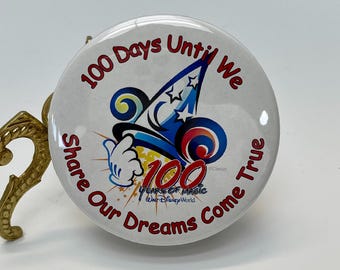 100 Days Until We
100
YEARS OF MAGIC
Walt Disney World
Share Our Dreams Come True